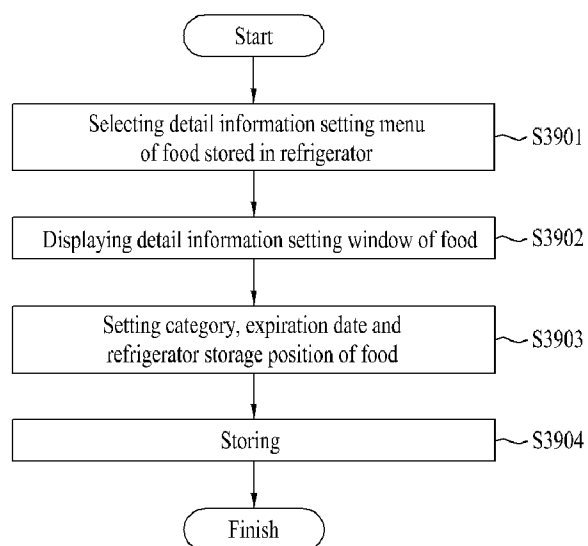 Start
Selecting detail information setting menu
of food stored in refrigerator
S3901
Displaying detail information setting window of food
S3902
Setting category, expiration date and
refrigerator storage position of food
S3903
Storing
S3904
Finish